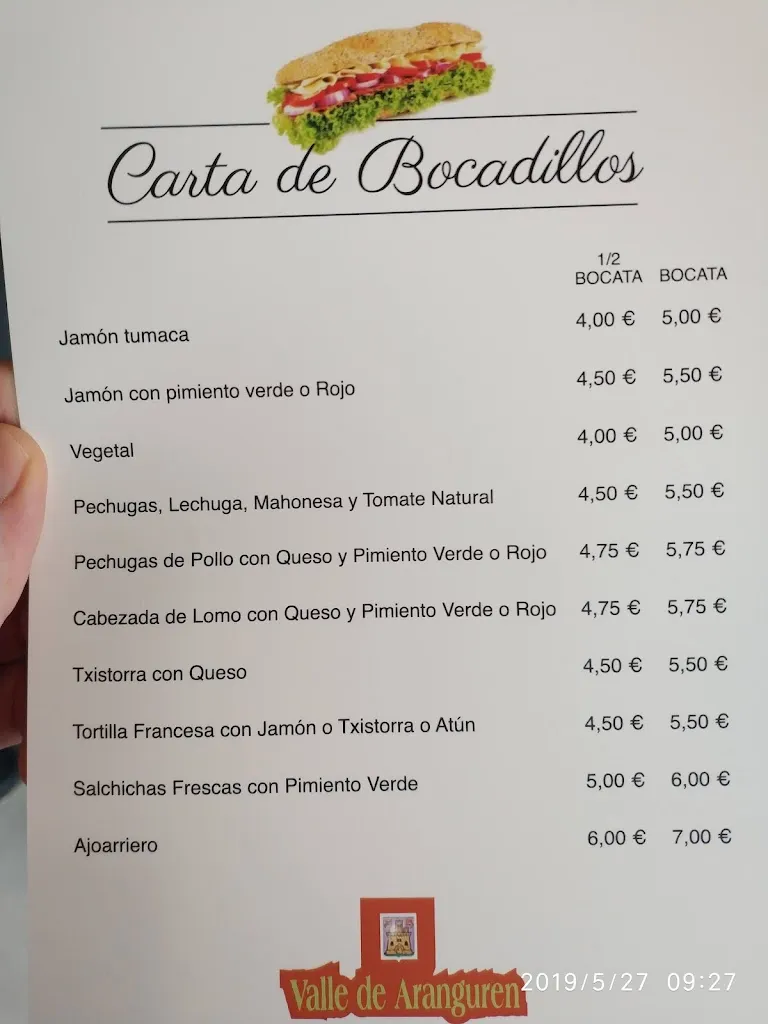 Carta de Bocadillos
1/2
BOCATA BOCATA
Jamón tumaca 4,00 € 5,00 €
Jamón con pimiento verde o Rojo 4,50 € 5,50 €
Vegetal 4,00 € 5,00 €
Pechugas, Lechuga, Mahonesa y Tomate Natural 4,50 € 5,50 €
Pechugas de Pollo con Queso y Pimiento Verde o Rojo 4,75 € 5,75 €
Cabezada de Lomo con Queso y Pimiento Verde o Rojo 4,75 € 5,75 €
Txistorra con Queso 4,50 € 5,50 €
Tortilla Francesa con Jamón o Txistorra o Atún 4,50 € 5,50 €
Salchichas Frescas con Pimiento Verde 5,00 € 6,00 €
Ajoarriero 6,00 € 7,00 €
Valle de Aranguren
2019/5/27 09:27